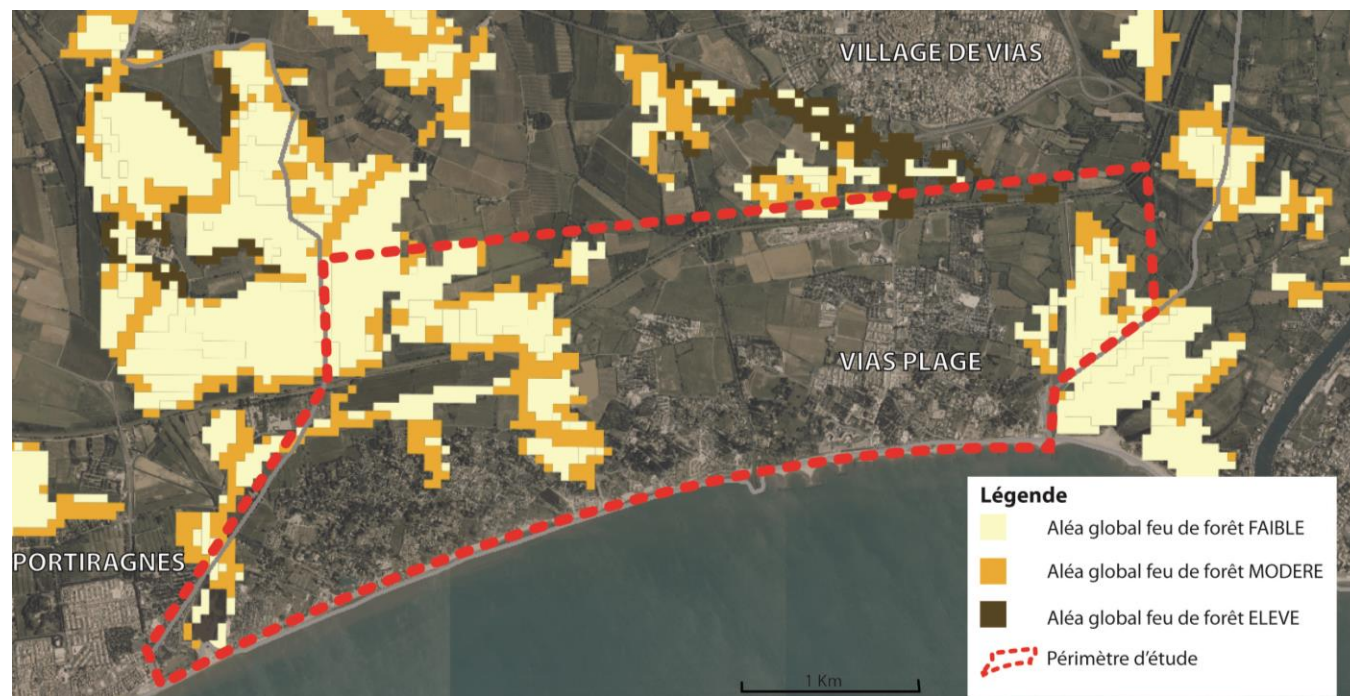 VILLAGE DE VIAS
VIAS PLAGE
PORTIRAGNES
Légende
Aléa global feu de forêt FAIBLE
Aléa global feu de forêt MODERE
Aléa global feu de forêt ELEVE
Périmètre d'étude
1 Km